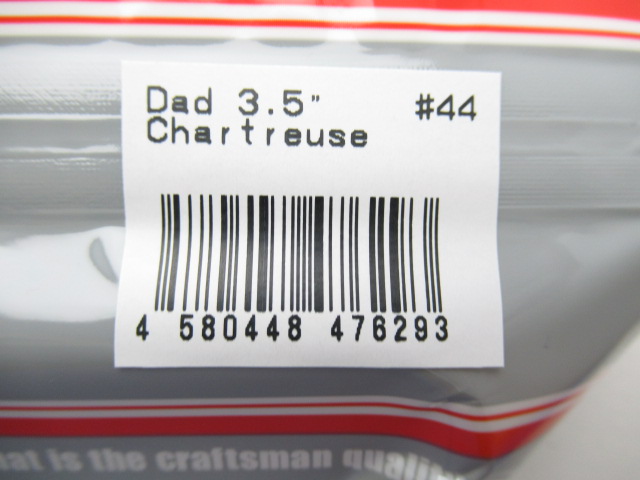 Dad 3.5" #44
Chartreuse
4 580448 476293
is the craftsman